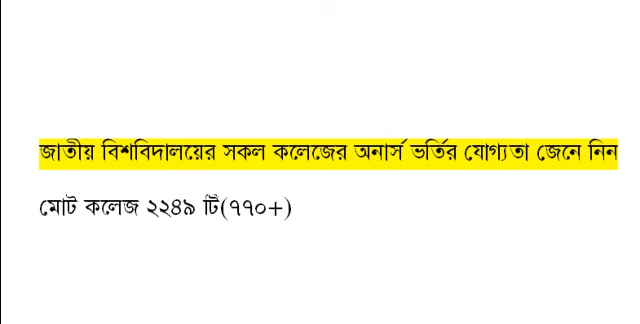 জাতীয় বিশবিদালয়ের সকল কলেজের অনার্স ভর্তির যোগ্যতা জেনে নিন
মোট কলেজ ২২৪৯ টি(৭৭০+)